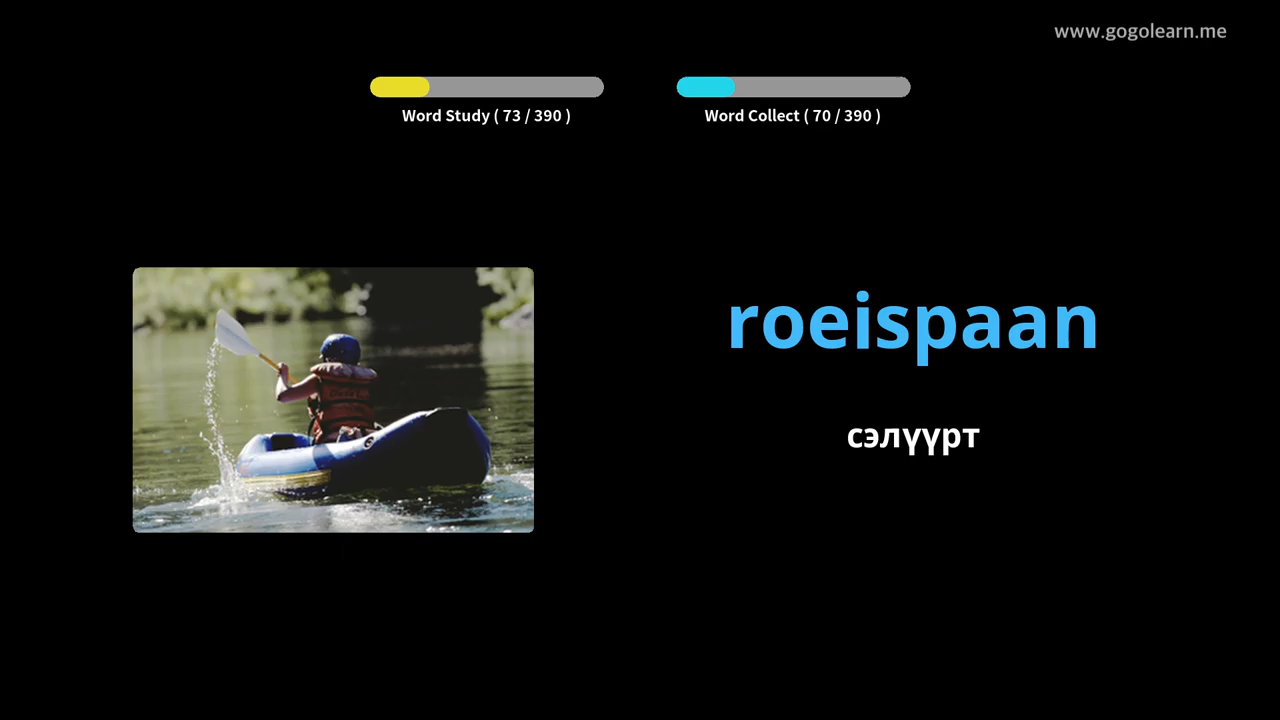 www.gogolearn.me
Word Study ( 73 / 390 )
Word Collect ( 70 / 390 )
roeispaan
сэлүүрт